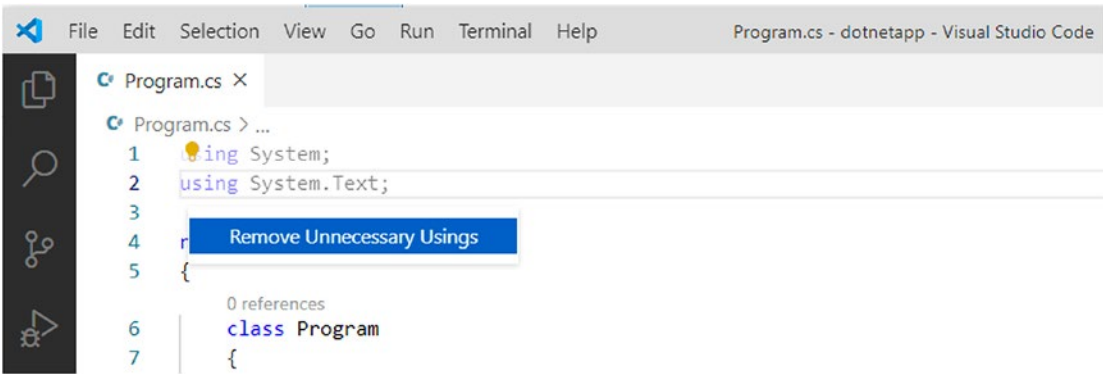 File Edit Selection View Go Run Terminal Help Program.cs - dotnetapp - Visual Studio Code
C# Program.cs ×
C# Program.cs > ...
1 using System;
2 using System.Text;
3
Remove Unnecessary Usings
4
5 {
0 references
6 class Program
7 {